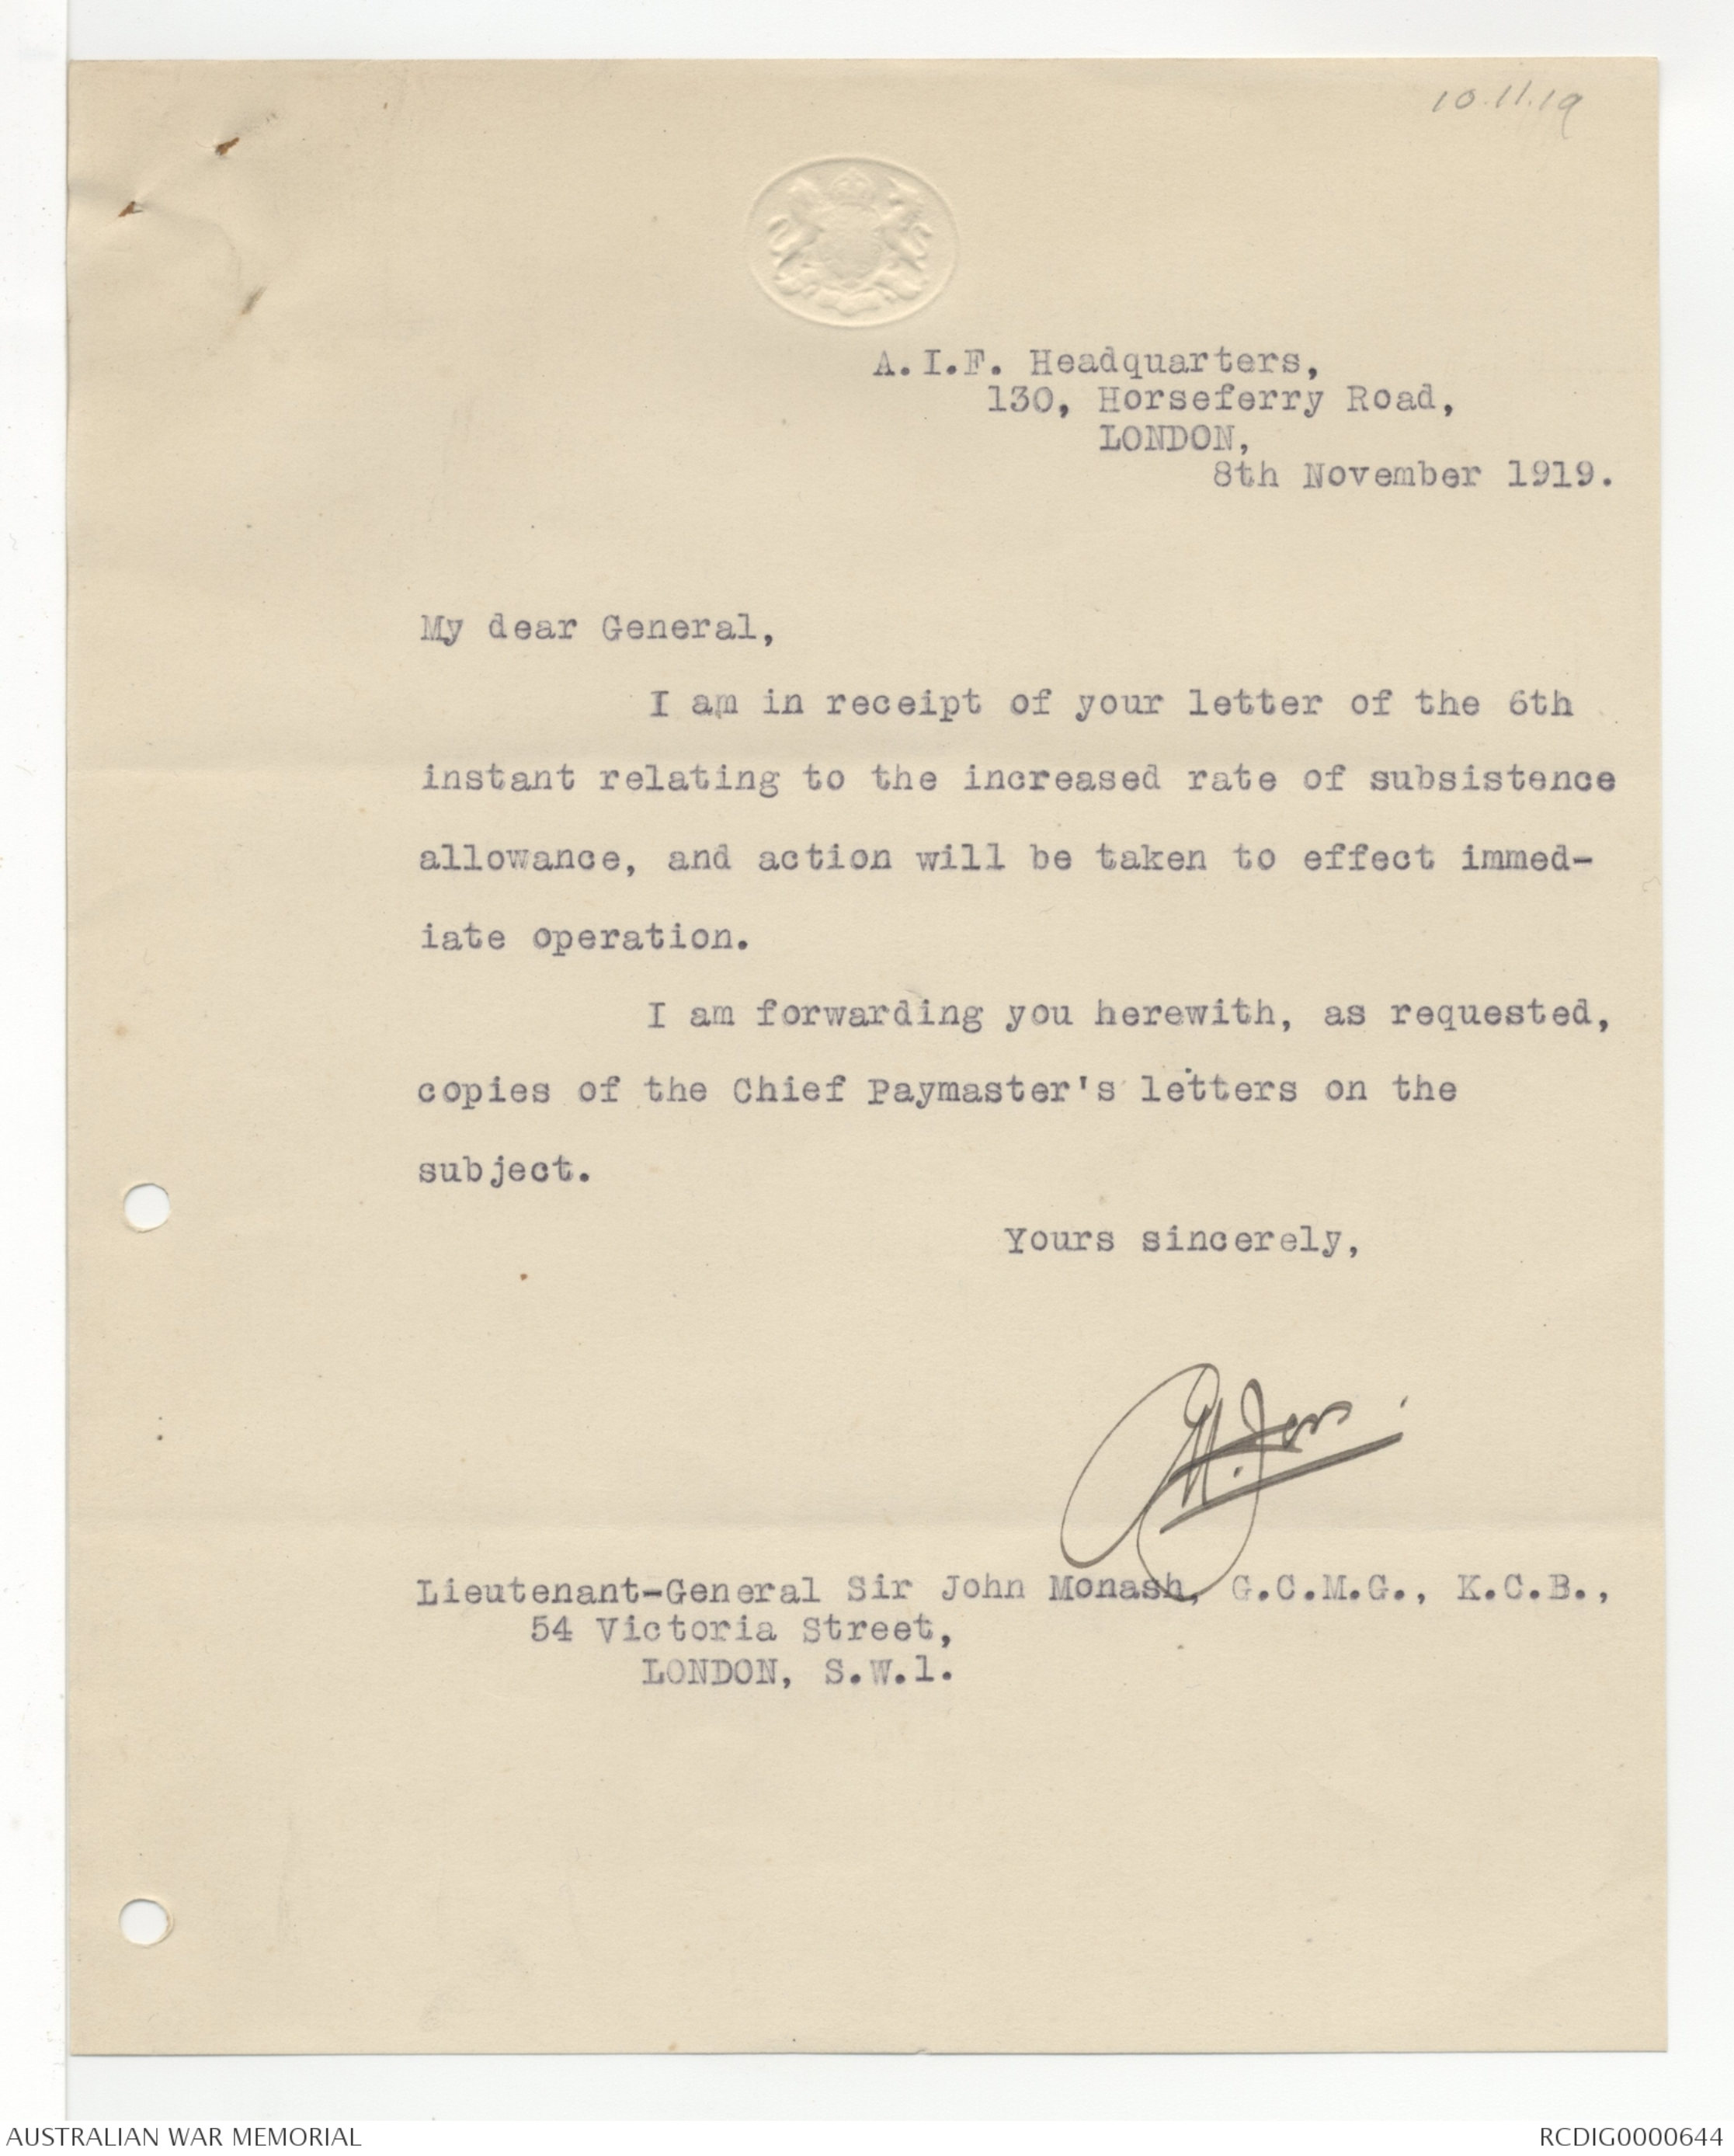 10.11.19
A.I.F. Headquarters,
130, Horseferry Road,
LONDON,
8th November 1919.
My dear General,
I am in receipt of your letter of the 6th
instant relating to the increased rate of subsistence
allowance, and action will be taken to effect immed-
iate operation.
I am forwarding you herewith, as requested,
copies of the Chief Paymaster's letters on the
subject.
Yours sincerely,
Lieutenant-General Sir John Monash, G.C.M.G., K.C.B.,
54 Victoria Street,
LONDON, S.W.1.
AUSTRALIAN WAR MEMORIAL
RCDIG0000644